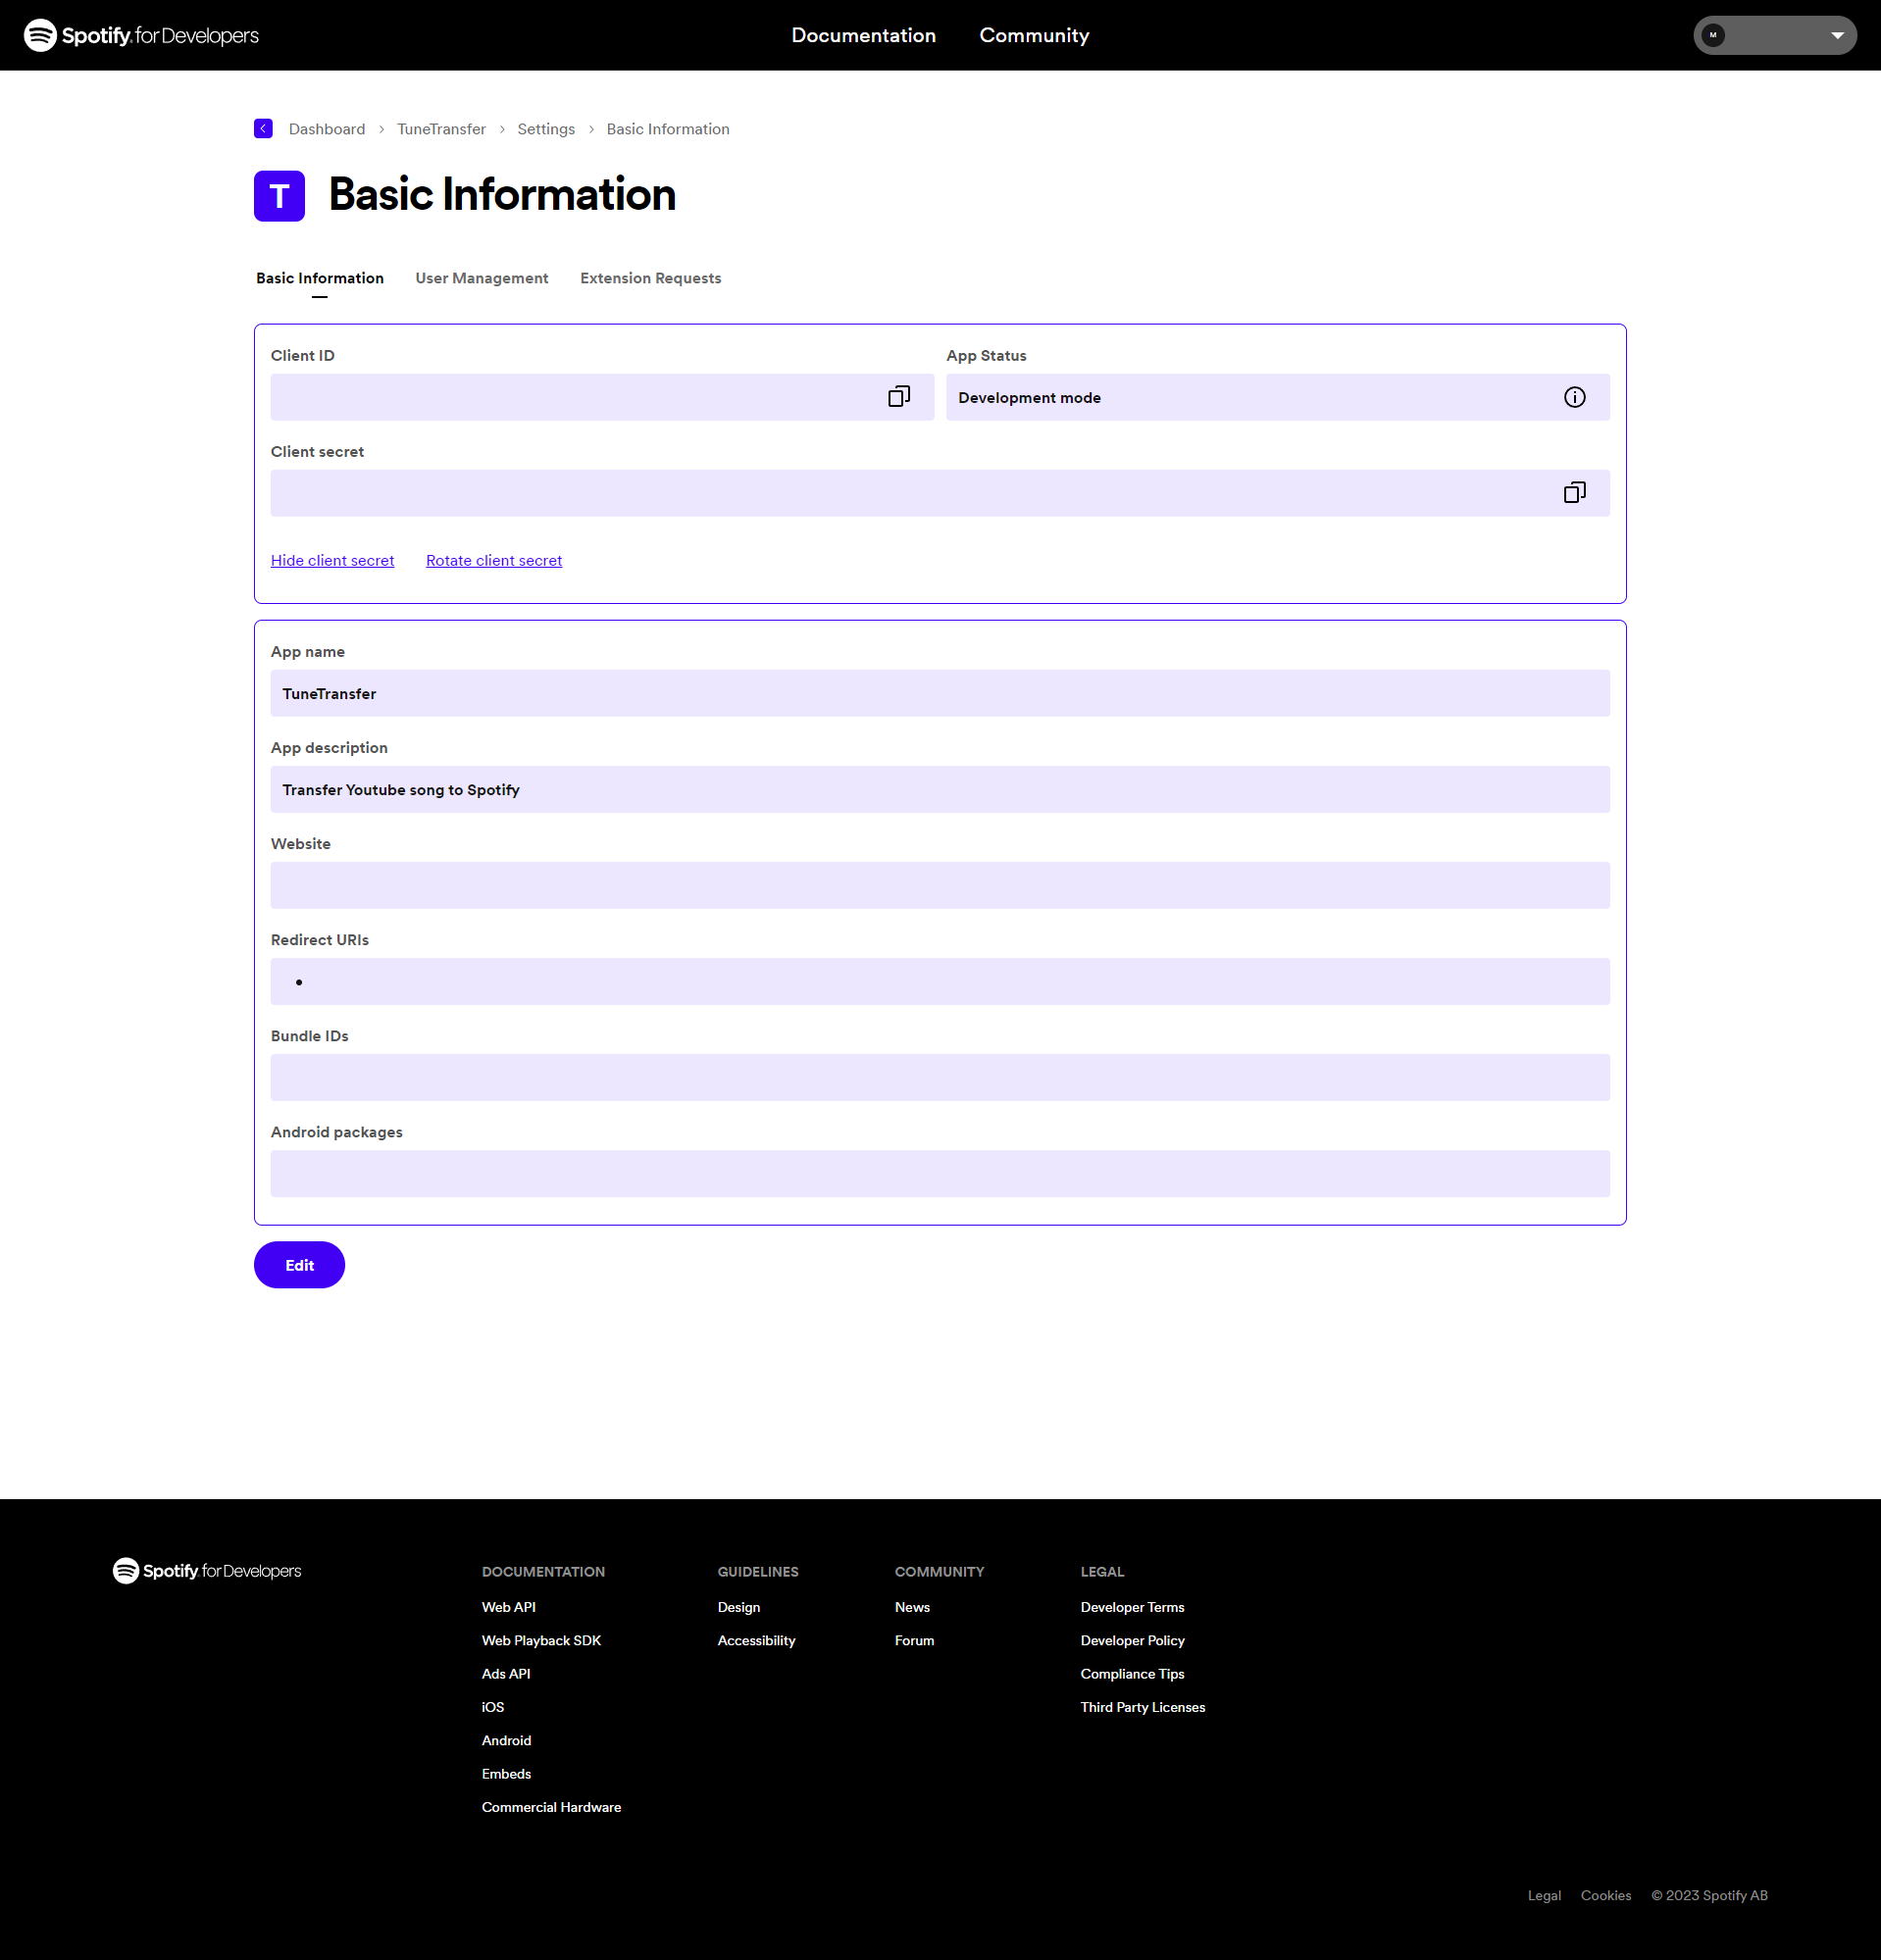 Spotify for Developers
Documentation
Community
M
Dashboard > TuneTransfer > Settings > Basic Information
T
Basic Information
Basic Information
User Management
Extension Requests
Client ID
App Status
Development mode
Client secret
Hide client secret
Rotate client secret
App name
TuneTransfer
App description
Transfer Youtube song to Spotify
Website
Redirect URIs
•
Bundle IDs
Android packages
Edit
Spotify for Developers
DOCUMENTATION
Web API
Web Playback SDK
Ads API
iOS
Android
Embeds
Commercial Hardware
GUIDELINES
Design
Accessibility
COMMUNITY
News
Forum
LEGAL
Developer Terms
Developer Policy
Compliance Tips
Third Party Licenses
Legal
Cookies
© 2023 Spotify AB